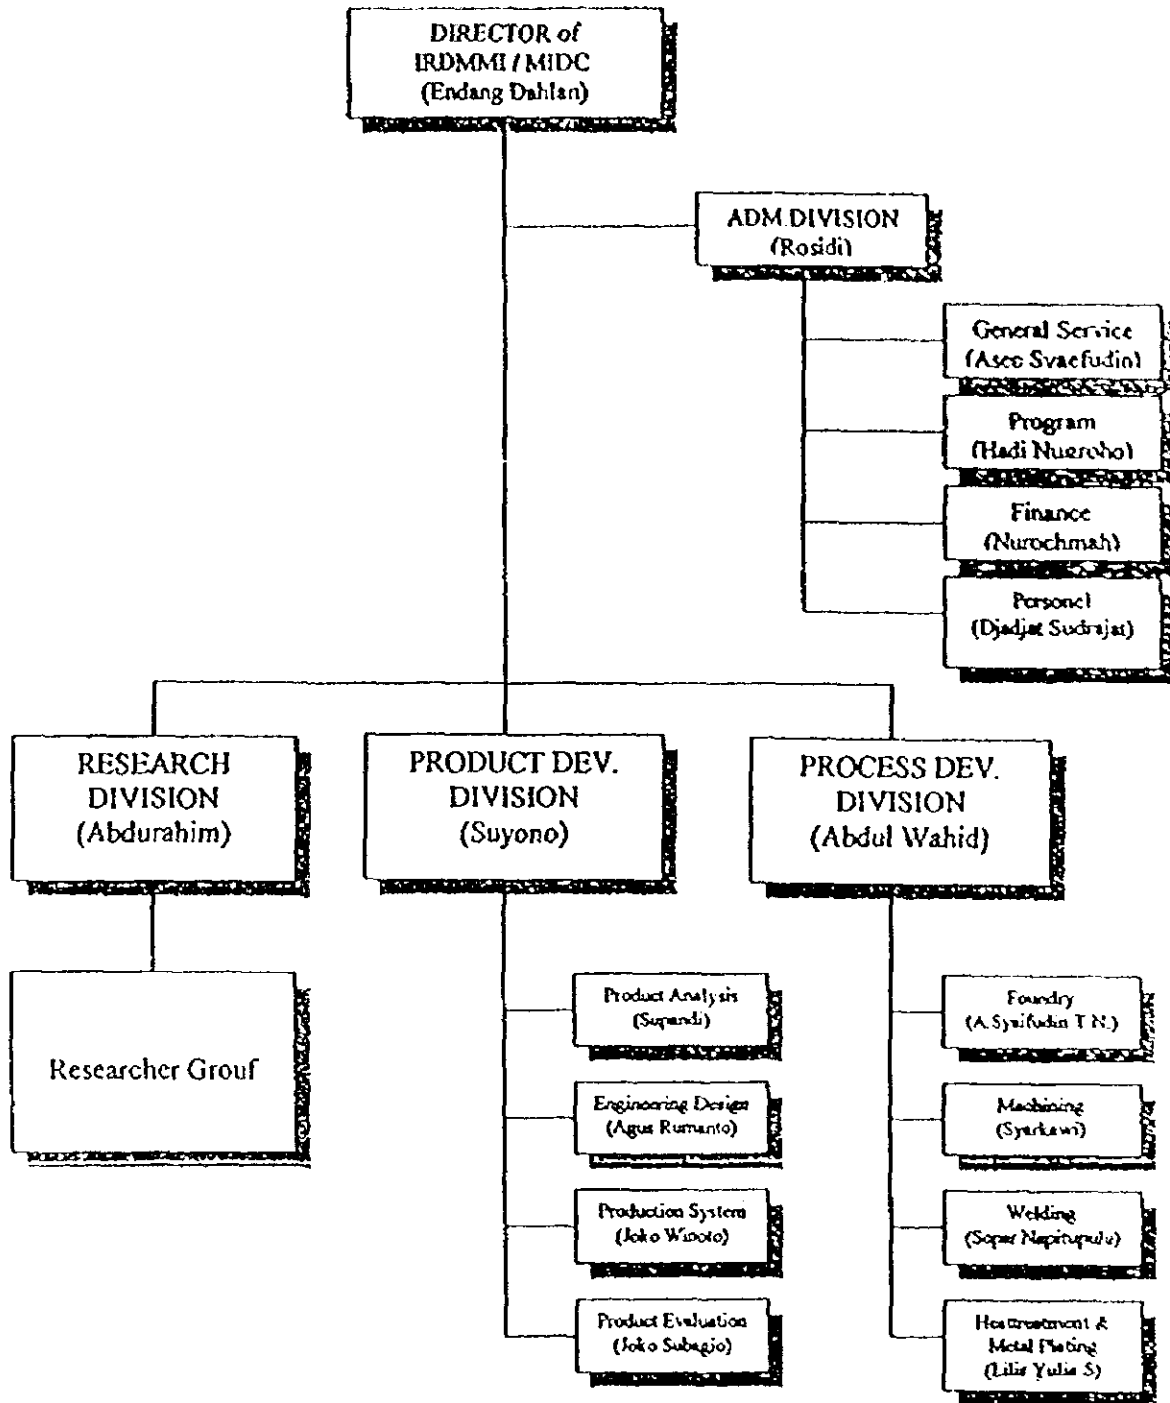 DIRECTOR of
IRDMMI / MIDC
(Endang Dahlan)
ADM.DIVISION
(Rosidi)
General Service
(Asep Syaefudin)
Program
(Hadi Nugroho)
Finance
(Nurochmah)
Personel
(Djadjat Sudrajat)
RESEARCH
DIVISION
(Abdurahim)
PRODUCT DEV.
DIVISION
(Suyono)
PROCESS DEV.
DIVISION
(Abdul Wahid)
Researcher Grouf
Product Analysis
(Supandi)
Engineering Design
(Agus Rumanto)
Production System
(Joko Winoto)
Product Evaluation
(Joko Subagio)
Foundry
(A.Syaifudin T.N.)
Machining
(Syarkawi)
Welding
(Sopar Napitupulu)
Heattreatment &
Metal Plating
(Lilis Yulia S)